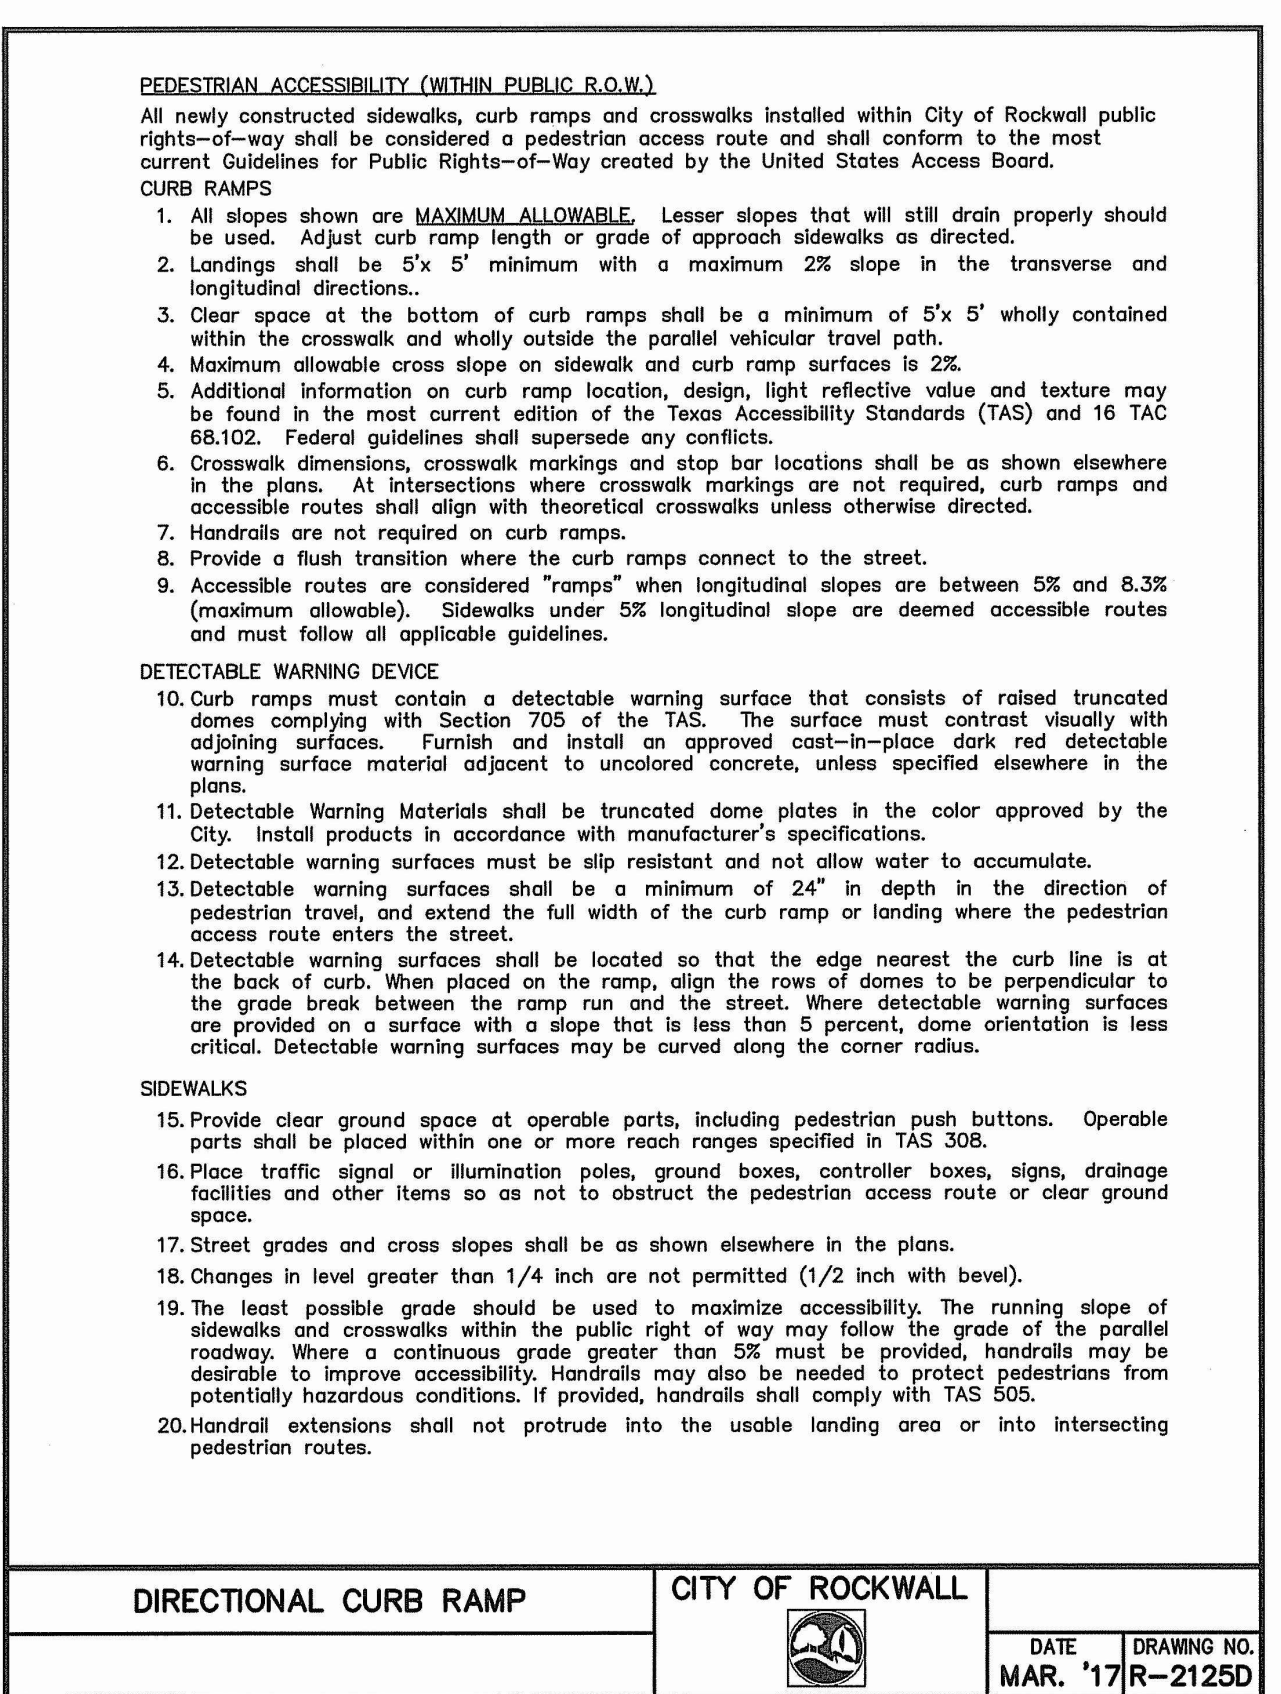 PEDESTRIAN ACCESSIBILITY (WITHIN PUBLIC R.O.W.)
All newly constructed sidewalks, curb ramps and crosswalks installed within City of Rockwall public
rights-of-way shall be considered a pedestrian access route and shall conform to the most
current Guidelines for Public Rights-of-Way created by the United States Access Board.
CURB RAMPS
1. All slopes shown are MAXIMUM ALLOWABLE. Lesser slopes that will still drain properly should
be used. Adjust curb ramp length or grade of approach sidewalks as directed.
2. Landings shall be 5'x 5' minimum with a maximum 2% slope in the transverse and
longitudinal directions..
3. Clear space at the bottom of curb ramps shall be a minimum of 5'x 5' wholly contained
within the crosswalk and wholly outside the parallel vehicular travel path.
4. Maximum allowable cross slope on sidewalk and curb ramp surfaces is 2%.
5. Additional information on curb ramp location, design, light reflective value and texture may
be found in the most current edition of the Texas Accessibility Standards (TAS) and 16 TAC
68.102. Federal guidelines shall supersede any conflicts.
6. Crosswalk dimensions, crosswalk markings and stop bar locations shall be as shown elsewhere
in the plans. At intersections where crosswalk markings are not required, curb ramps and
accessible routes shall align with theoretical crosswalks unless otherwise directed.
7. Handrails are not required on curb ramps.
8. Provide a flush transition where the curb ramps connect to the street.
9. Accessible routes are considered "ramps" when longitudinal slopes are between 5% and 8.3%
(maximum allowable). Sidewalks under 5% longitudinal slope are deemed accessible routes
and must follow all applicable guidelines.
DETECTABLE WARNING DEVICE
10. Curb ramps must contain a detectable warning surface that consists of raised truncated
domes complying with Section 705 of the TAS. The surface must contrast visually with
adjoining surfaces. Furnish and install an approved cast-in-place dark red detectable
warning surface material adjacent to uncolored concrete, unless specified elsewhere in the
plans.
11. Detectable Warning Materials shall be truncated dome plates in the color approved by the
City. Install products in accordance with manufacturer's specifications.
12. Detectable warning surfaces must be slip resistant and not allow water to accumulate.
13. Detectable warning surfaces shall be a minimum of 24" in depth in the direction of
pedestrian travel, and extend the full width of the curb ramp or landing where the pedestrian
access route enters the street.
14. Detectable warning surfaces shall be located so that the edge nearest the curb line is at
the back of curb. When placed on the ramp, align the rows of domes to be perpendicular to
the grade break between the ramp run and the street. Where detectable warning surfaces
are provided on a surface with a slope that is less than 5 percent, dome orientation is less
critical. Detectable warning surfaces may be curved along the corner radius.
SIDEWALKS
15. Provide clear ground space at operable parts, including pedestrian push buttons. Operable
parts shall be placed within one or more reach ranges specified in TAS 308.
16. Place traffic signal or illumination poles, ground boxes, controller boxes, signs, drainage
facilities and other items so as not to obstruct the pedestrian access route or clear ground
space.
17. Street grades and cross slopes shall be as shown elsewhere in the plans.
18. Changes in level greater than 1/4 inch are not permitted (1/2 inch with bevel).
19. The least possible grade should be used to maximize accessibility. The running slope of
sidewalks and crosswalks within the public right of way may follow the grade of the parallel
roadway. Where a continuous grade greater than 5% must be provided, handrails may be
desirable to improve accessibility. Handrails may also be needed to protect pedestrians from
potentially hazardous conditions. If provided, handrails shall comply with TAS 505.
20. Handrail extensions shall not protrude into the usable landing area or into intersecting
pedestrian routes.
DIRECTIONAL CURB RAMP
CITY OF ROCKWALL
DATE
MAR. '17
DRAWING NO.
R-2125D